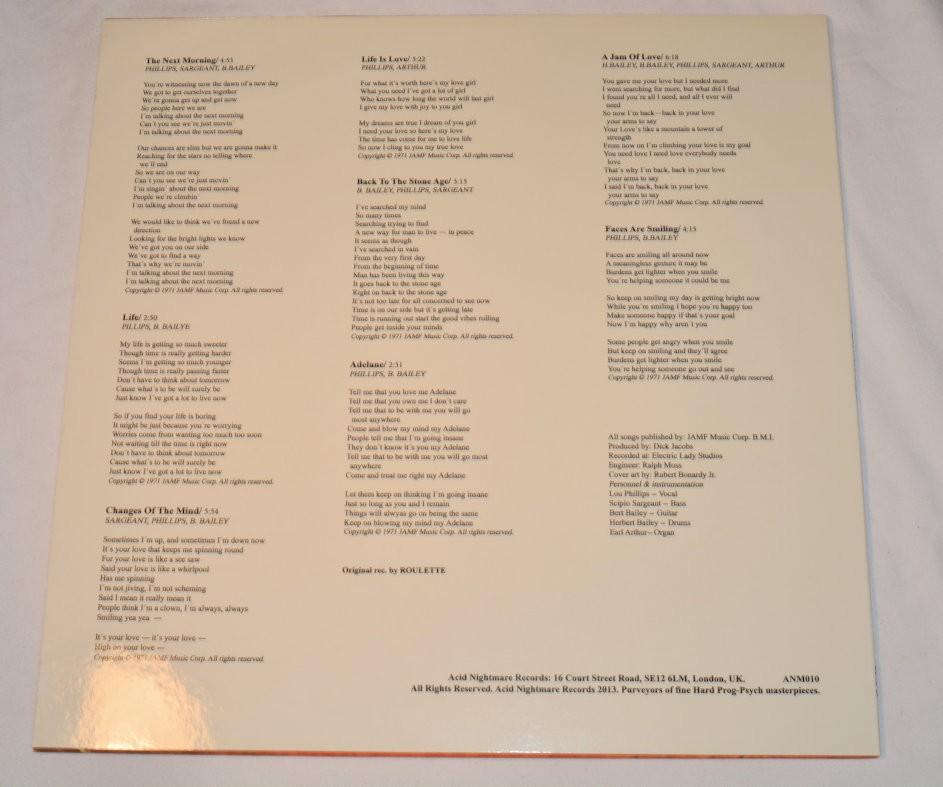 The Next Morning/ 4:53
PHILLIPS, SARGEANT, B.BAILEY
You´re witnessing now the dawn of a new day
We got to get ourselves together
We´re gonna get up and get now
So people here we are
I´m talking about the next morning
Can´t you see we´re just movin´
I´m talking about the next morning
Our chances are slim but we are gonna make it
Reaching for the stars no telling where
we´ll end
So we are on our way
Can´t you see we´re just movin´
I´m singin´ about the next morning
People we´re climbin´
I´m talking about the next morning
We would like to think we´ve found a new
direction
Looking for the bright lights we know
We´ve got you on our side
We´ve got to find a way
That´s why we´re movin´
I´m talking about the next morning
I´m talking about the next morning
Copyright © 1971 JAMF Music Corp. All rights reserved.
Life/ 2:50
PILLIPS, B. BAILYE
My life is getting so much sweeter
Though time is really getting harder
Seems I´m getting so much younger
Though time is really passing faster
Don´t have to think about tomorrow
Cause what´s to be will surely be
Just know I´ve got a lot to live now
So if you find your life is boring
It might be just because you´re worrying
Worries come from wanting too much too soon
Not waiting till the time is right now
Don´t have to think about tomorrow
Cause what´s to be will surely be
Just know I´ve got a lot to live now
Copyright © 1971 JAMF Music Corp. All rights reserved.
Changes Of The Mind/ 5:54
SARGEANT, PHILLIPS, B. BAILEY
Sometimes I´m up, and sometimes I´m down now
It´s your love that keeps me spinning round
For your love is like a see saw
Said your love is like a whirlpool
Has me spinning
I´m not jiving, I´m not scheming
Said I mean it really mean it
People think I´m a clown, I´m always, always
Smiling yea yea —
It´s your love — it´s your love —
High on your love —
Copyright © 1971 JAMF Music Corp. All rights reserved.
Life Is Love/ 5:22
PHILLIPS, ARTHUR
For what it´s worth here´s my love girl
What you need I´ve got a lot of girl
Who knows how long the world will last girl
I give my love with joy to you girl
My dreams are true I dream of you girl
I need your love so here´s my love
The time has come for me to love life
So now I cling to you my true love
Copyright © 1971 JAMF Music Corp. All rights reserved.
Back To The Stone Age/ 5:15
B. BAILEY, PHILLIPS, SARGEANT
I´ve searched my mind
So many times
Searching trying to find
A new way for man to live — in peace
It seems as though
I´ve searched in vain
From the very first day
From the beginning of time
Man has been living this way
It goes back to the stone age
Right on back to the stone age
It´s not too late for all concerned to see now
Time is on our side but it´s getting late
Time is running out start the good vibes rolling
People get inside your minds
Copyright © 1971 JAMF Music Corp. All rights reserved.
Adelane/ 2:51
PHILLIPS, B. BAILEY
Tell me that you love me Adelane
Tell me that you own me I don´t care
Tell me that to be with me you will go
most anywhere
Come and blow my mind my Adelane
People tell me that I´m going insane
They don´t know it´s you my Adelane
Tell me that to be with me you will go most
anywhere
Come and treat me right my Adelane
Let them keep on thinking I´m going insane
Just so long as you and I remain
Things will alwyas go on being the same
Keep on blowing my mind my Adelane
Copyright © 1971 JAMF Music Corp. All rights reserved.
Original rec. by ROULETTE
A Jam Of Love/ 6:18
H.BAILEY, B.BAILEY, PHILLIPS, SARGEANT, ARTHUR
You gave me your love but I needed more
I went searching for more, but what did I find
I found you´re all I need, and all I ever will
need
So now I´m back—back in your love
your arms to say
Your Love´s like a mountain a tower of
strength
From now on I´m climbing your love is my goal
You need love I need love everybody needs
love
That´s why I´m back, back in your love
your arms to say
I said I´m back, back in your love
your arms to say
Copyright © 1971 JAMF Music Corp. All rights reserved.
Faces Are Smiling/ 4:15
PHILLIPS, B.BAILEY
Faces are smiling all around now
A meaningless gesture it may be
Burdens get lighter when you smile
You´re helping someone it could be me
So keep on smiling my day is getting bright now
While you´re smiling I hope you´re happy too
Make someone happy if that´s your goal
Now I´m happy why aren´t you
Some people get angry when you smile
But keep on smiling and they´ll agree
Burdens get lighter when you smile
You´re helping someone go out and see
Copyright © 1971 JAMF Music Corp. All rights reserved.
All songs published by: JAMF Music Corp. B.M.I.
Produced by: Dick Jacobs
Recorded at: Electric Lady Studios
Engineer: Ralph Moss
Cover art by: Rubert Bonardy Jr.
Personnel & instrumentation
Lou Phillips – Vocal
Scipio Sargeant – Bass
Bert Bailey – Guitar
Herbert Bailey – Drums
Earl Arthur– Organ
Acid Nightmare Records: 16 Court Street Road, SE12 6LM, London, UK. ANM010
All Rights Reserved. Acid Nightmare Records 2013. Purveyors of fine Hard Prog-Psych masterpieces.